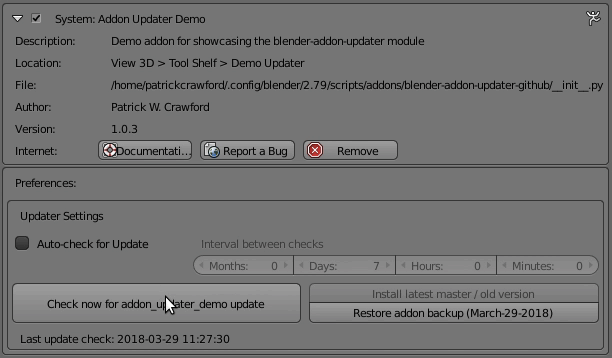 System: Addon Updater Demo
Description: Demo addon for showcasing the blender-addon-updater module
Location: View 3D > Tool Shelf > Demo Updater
File: /home/patrickcrawford/.config/blender/2.79/scripts/addons/blender-addon-updater-github/__init__.py
Author: Patrick W. Crawford
Version: 1.0.3
Internet: Documentati... Report a Bug Remove
Preferences:
Updater Settings
Auto-check for Update Interval between checks
Months: 0 Days: 7 Hours: 0 Minutes: 0
Check now for addon_updater_demo update Install latest master / old version
Restore addon backup (March-29-2018)
Last update check: 2018-03-29 11:27:30